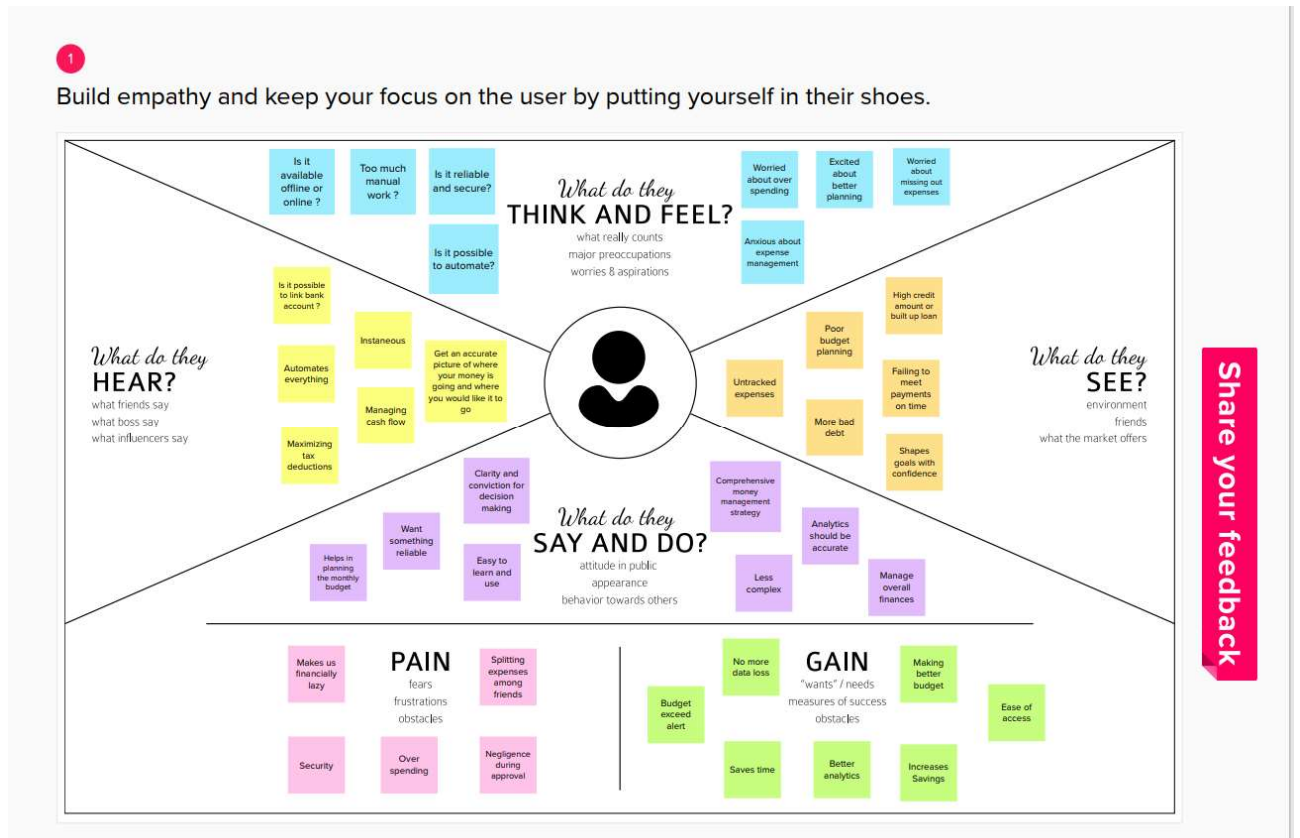 1
Build empathy and keep your focus on the user by putting yourself in their shoes.
Is it
available
offline or
online ?
Too much
manual
work ?
Is it reliable
and secure?
Is it possible
to automate?
What do they
THINK AND FEEL?
what really counts
major preoccupations
worries & aspirations
Worried
about over
spending
Excited
about
better
planning
Worried
about
missing out
expenses
Anxious about
expense
management
What do they
HEAR?
what friends say
what boss say
what influencers say
Is it possible
to link bank
account ?
Instaneous
Automates
everything
Get an accurate
picture of where
your money is
going and where
you would like it to
go
Managing
cash flow
Maximizing
tax
deductions
High credit
amount or
built up loan
Poor
budget
planning
Untracked
expenses
Failing to
meet
payments
on time
More bad
debt
Shapes
goals with
confidence
What do they
SEE?
environment
friends
what the market offers
Share your feedback
Clarity and
conviction for
decision
making
Want
something
reliable
Helps in
planning
the monthly
budget
Easy to
learn and
use
What do they
SAY AND DO?
attitude in public
appearance
behavior towards others
Comprehensive
money
management
strategy
Analytics
should be
accurate
Less
complex
Manage
overall
finances
Makes us
financially
lazy
PAIN
fears
frustrations
obstacles
Splitting
expenses
among
friends
Security
Over
spending
Negligence
during
approval
No more
data loss
GAIN
"wants" / needs
measures of success
obstacles
Making
better
budget
Budget
exceed
alert
Ease of
access
Saves time
Better
analytics
Increases
Savings